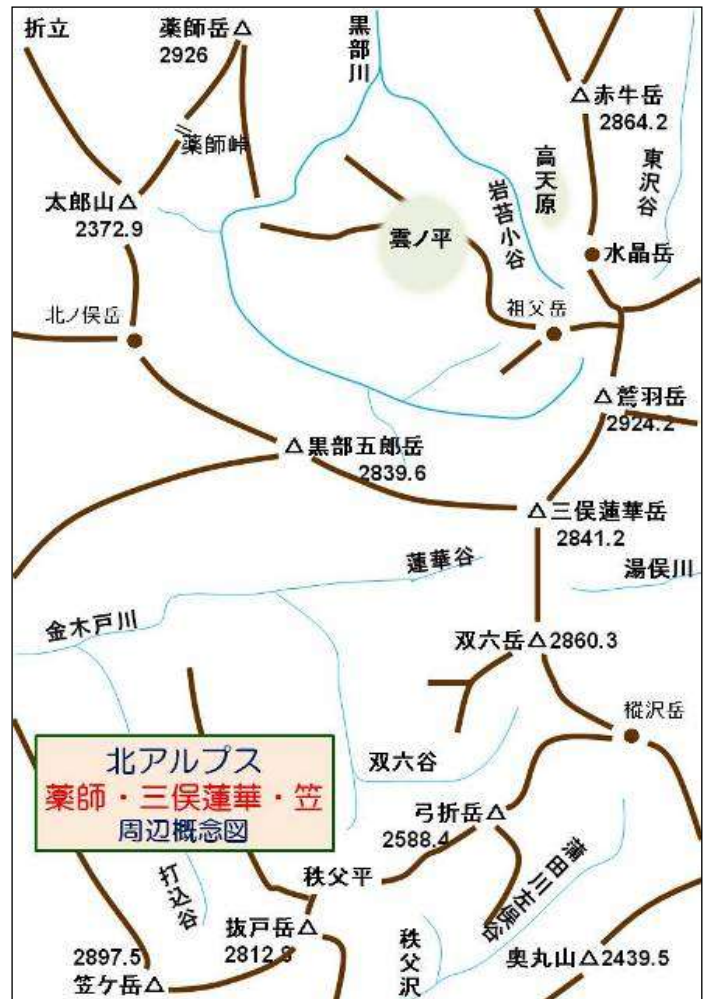 折立
薬師岳△
2926
黒部川
△赤牛岳
2864.2
薬師峠
高天原
東沢谷
岩苔小谷
太郎山△
2372.9
雲ノ平
水晶岳
北ノ俣岳
祖父岳
△鷲羽岳
2924.2
△黒部五郎岳
2839.6
△三俣蓮華岳
2841.2
蓮華谷
湯俣川
金木戸川
双六岳△2860.3
樅沢岳
北アルプス
薬師・三俣蓮華・笠
周辺概念図
双六谷
弓折岳△
2588.4
蒲田川左俣谷
打込谷
秩父平
抜戸岳△
2812.8
秩父沢
奥丸山△2439.5
2897.5
笠ケ岳△